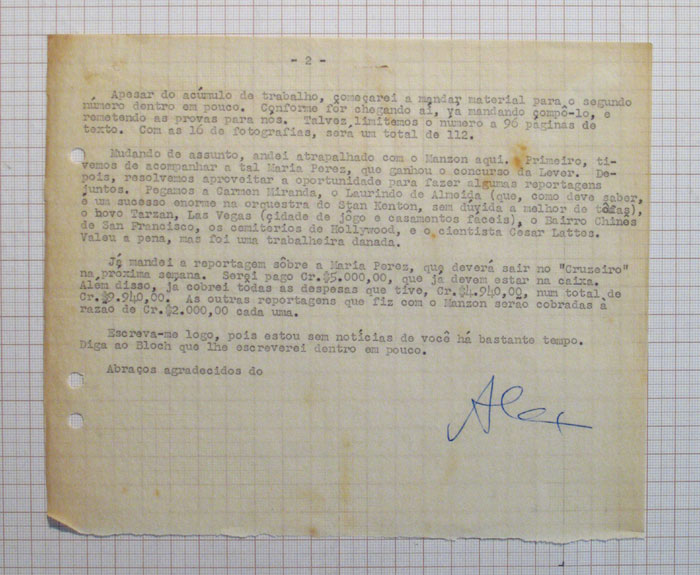 - 2 -
Apesar do acúmulo de trabalho, começarei a mandar material para o segundo
número dentro em pouco. Conforme for chegando aí, vá mandando compô-lo, e
remetendo as provas para nós. Talvez limitemos o número a 96 páginas de
texto. Com as 16 de fotografias, será um total de 112.
Mudando de assunto, andei atrapalhado com o Manzon aqui. Primeiro, ti-
vemos de acompanhar a tal Maria Perez, que ganhou o concurso da Lever. De-
pois, resolvemos aproveitar a oportunidade para fazer algumas reportagens
juntos. Pegamos a Carmen Miranda, o Laurindo de Almeida (que, como deve saber,
é um sucesso enorme na orquestra do Stan Kenton, sem dúvida a melhor de tôdas),
o novo Tarzan, Las Vegas (cidade de jôgo e casamentos fáceis), o Bairro Chinês
de San Francisco, os cemitérios de Hollywood, e o cientista Cesar Lattes.
Valeu a pena, mas foi uma trabalheira danada.
Já mandei a reportagem sôbre a Maria Perez, que deverá sair no "Cruzeiro"
na próxima semana. Serei pago Cr.$5.000,00, que já devem estar na caixa.
Além disso, já cobrei todas as despesas que tive, Cr.$4.940,00, num total de
Cr.$9.940,00. As outras reportagens que fiz com o Manzon serão cobradas à
razão de Cr.$2.000,00 cada uma.
Escreva-me logo, pois estou sem notícias de você há bastante tempo.
Diga ao Bloch que lhe escreverei dentro em pouco.
Abraços agradecidos do
Alex